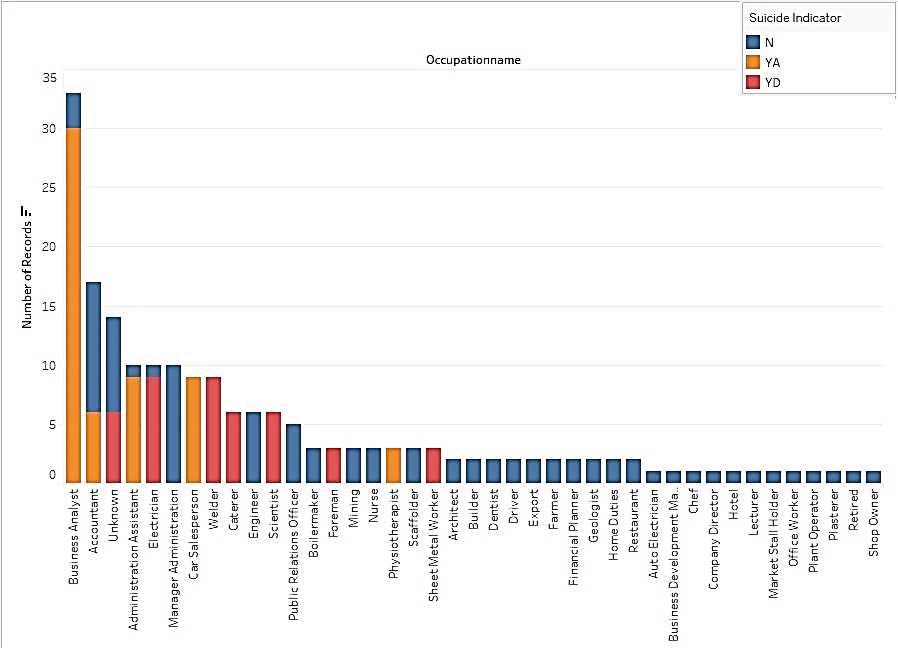 Suicide Indicator
N
YA
YD
Occupationname
Number of Records
35
30
25
20
15
10
5
0
Business Analyst
Accountant
Unknown
Administration Assistant
Electrician
Manager Administration
Car Salesperson
Welder
Caterer
Engineer
Scientist
Public Relations Officer
Boilermaker
Foreman
Mining
Nurse
Physiotherapist
Scaffolder
Sheet Metal Worker
Architect
Builder
Dentist
Driver
Export
Farmer
Financial Planner
Geologist
Home Duties
Restaurant
Auto Electrician
Business Development Ma..
Chef
Company Director
Hotel
Lecturer
Market Stall Holder
Office Worker
Plant Operator
Plasterer
Retired
Shop Owner